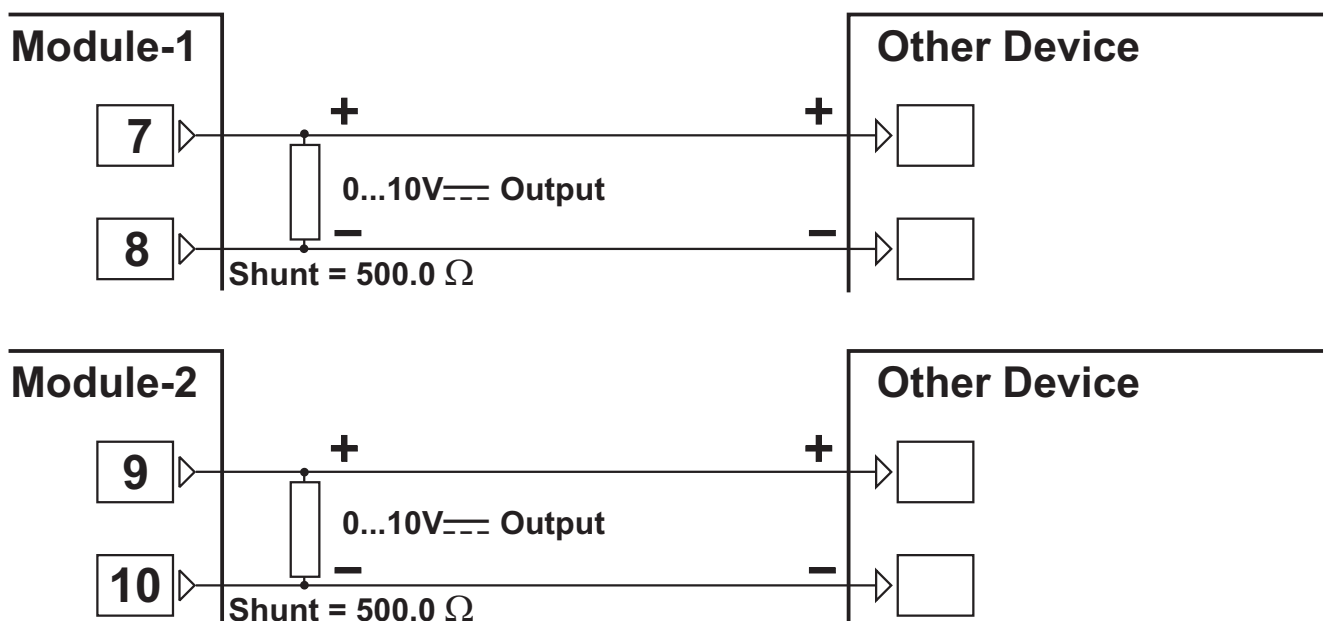 Module-1
Other Device
7
+
+
0...10V⎓ Output
8
−
−
Shunt = 500.0 Ω
Module-2
Other Device
9
+
+
0...10V⎓ Output
10
−
−
Shunt = 500.0 Ω